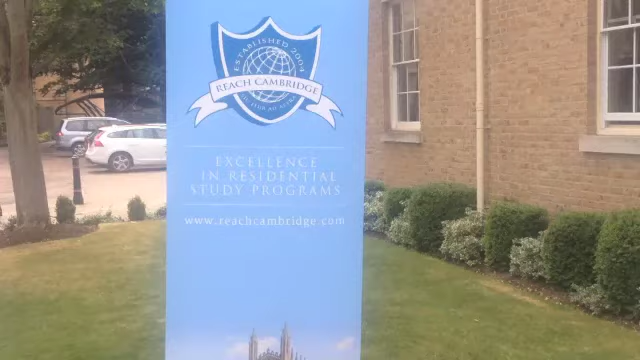 ESTABLISHED 2004
REACH CAMBRIDGE
EXCELLENCE
IN RESIDENTIAL
STUDY PROGRAMS
www.reachcambridge.com